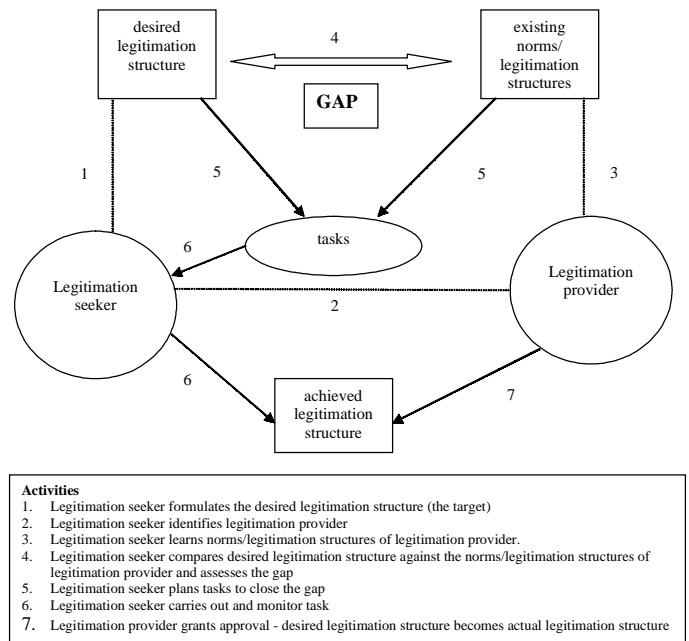 desired
legitimation
structure
4
existing
norms/
legitimation
structures
GAP
1
5
5
3
tasks
6
Legitimation
seeker
Legitimation
provider
2
6
7
achieved
legitimation
structure
Activities
1. Legitimation seeker formulates the desired legitimation structure (the target)
2. Legitimation seeker identifies legitimation provider
3. Legitimation seeker learns norms/legitimation structures of legitimation provider.
4. Legitimation seeker compares desired legitimation structure against the norms/legitimation structures of
legitimation provider and assesses the gap
5. Legitimation seeker plans tasks to close the gap
6. Legitimation seeker carries out and monitor task
7. Legitimation provider grants approval - desired legitimation structure becomes actual legitimation structure